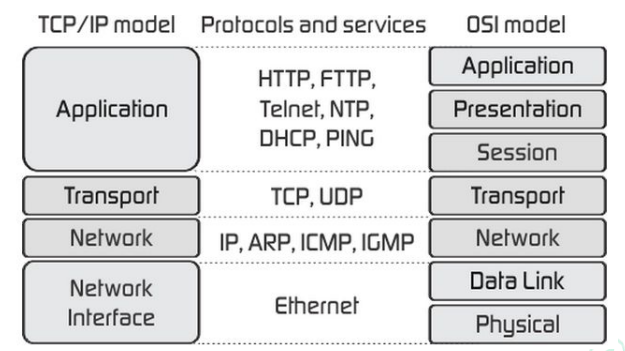 TCP/IP model Protocols and services OSI model
Application
HTTP, FTTP,
Telnet, NTP,
DHCP, PING
Application
Presentation
Session
Transport TCP, UDP Transport
Network IP, ARP, ICMP, IGMP Network
Network
Interface
Ethernet
Data Link
Physical